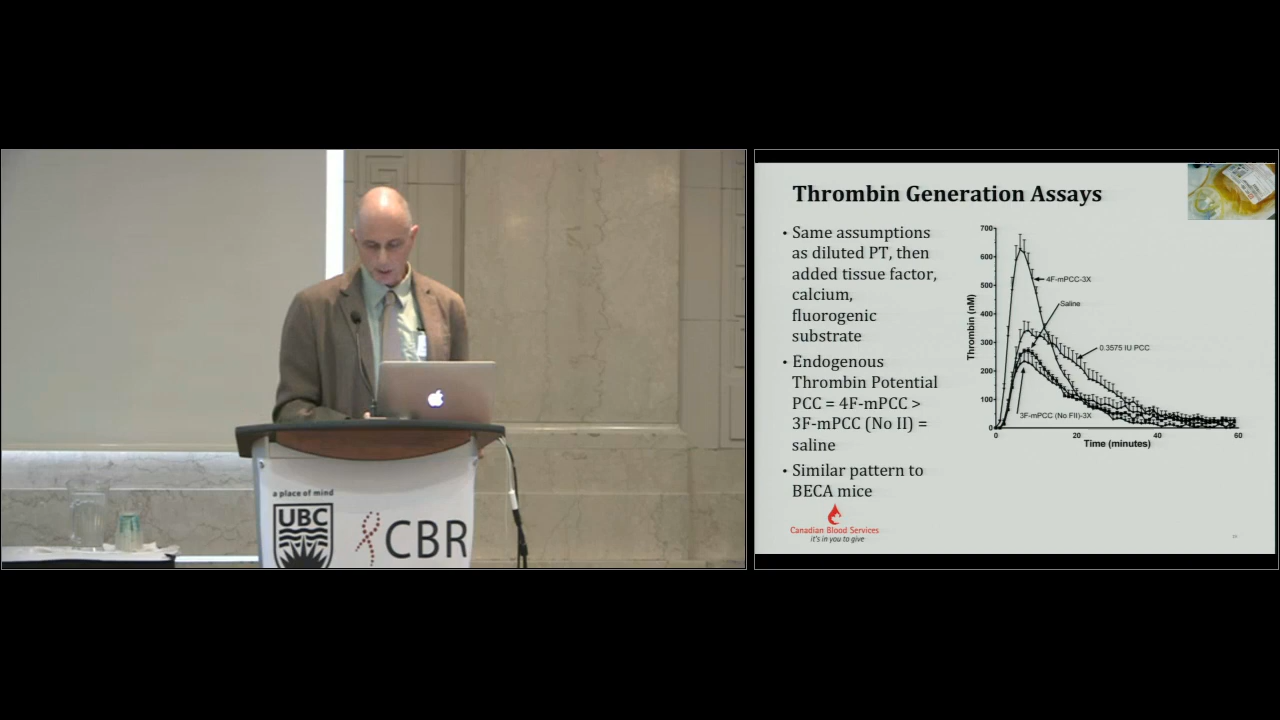 a place of mind
UBC
CBR
Thrombin Generation Assays
• Same assumptions
as diluted PT, then
added tissue factor,
calcium,
fluorogenic
substrate
• Endogenous
Thrombin Potential
PCC = 4F-mPCC >
3F-mPCC (No II) =
saline
• Similar pattern to
BECA mice
Canadian Blood Services
it's in you to give
700
600
500
400
300
200
100
0
Thrombin (nM)
4F-mPCC-3X
Saline
0.3575 IU PCC
3F-mPCC (No FII)-3X
0
20
40
60
Time (minutes)